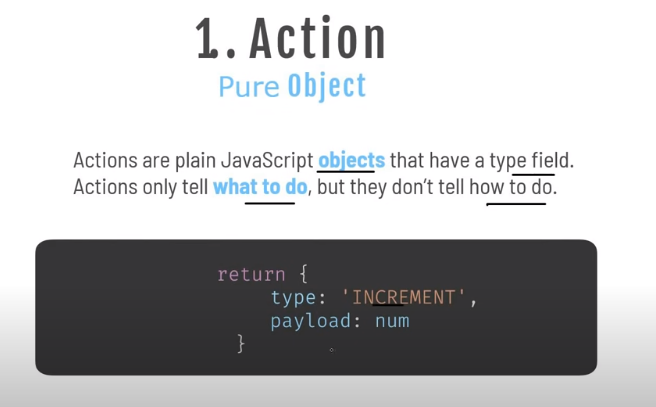 1. Action
Pure Object
Actions are plain JavaScript objects that have a type field.
Actions only tell what to do, but they don't tell how to do.
return {
type: 'INCREMENT',
payload: num
}